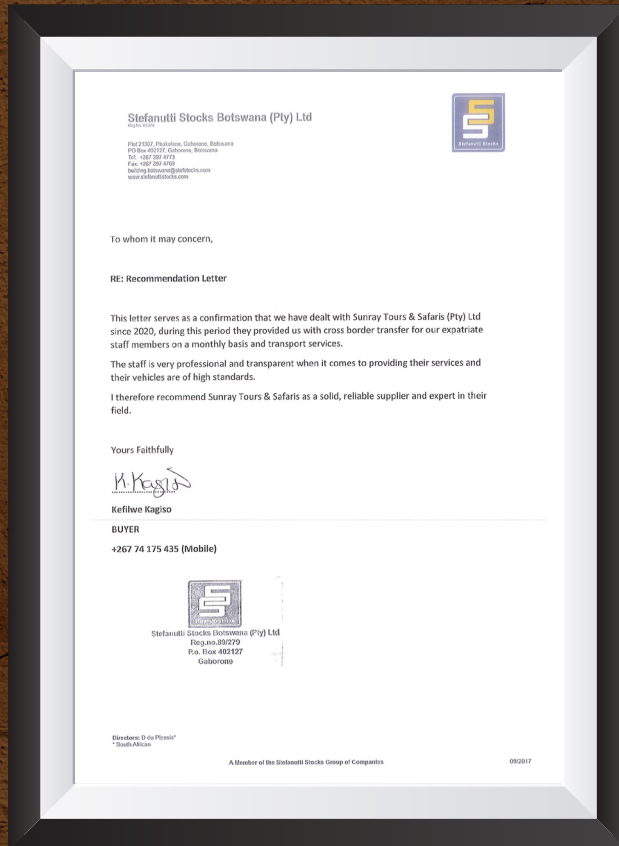 Stefanutti Stocks Botswana (Pty) Ltd
Reg No: 89/279
Plot 21307, Phakalane, Gaborone, Botswana
PO Box 402127, Gaborone, Botswana
Tel: +267 397 4773
Fax: +267 397 4769
building.botswana@stefstocks.com
www.stefanuttistocks.com
Stefanutti Stocks
To whom it may concern,
RE: Recommendation Letter
This letter serves as a confirmation that we have dealt with Sunray Tours & Safaris (Pty) Ltd
since 2020, during this period they provided us with cross border transfer for our expatriate
staff members on a monthly basis and transport services.
The staff is very professional and transparent when it comes to providing their services and
their vehicles are of high standards.
I therefore recommend Sunray Tours & Safaris as a solid, reliable supplier and expert in their
field.
Yours Faithfully
K.Kagiso
Kefilwe Kagiso
BUYER
+267 74 175 435 (Mobile)
Stefanutti Stocks Botswana (Pty) Ltd
Reg.no.89/279
P.o. Box 402127
Gaborone
Directors: D du Plessis*
* South African
A Member of the Stefanutti Stocks Group of Companies
09/2017